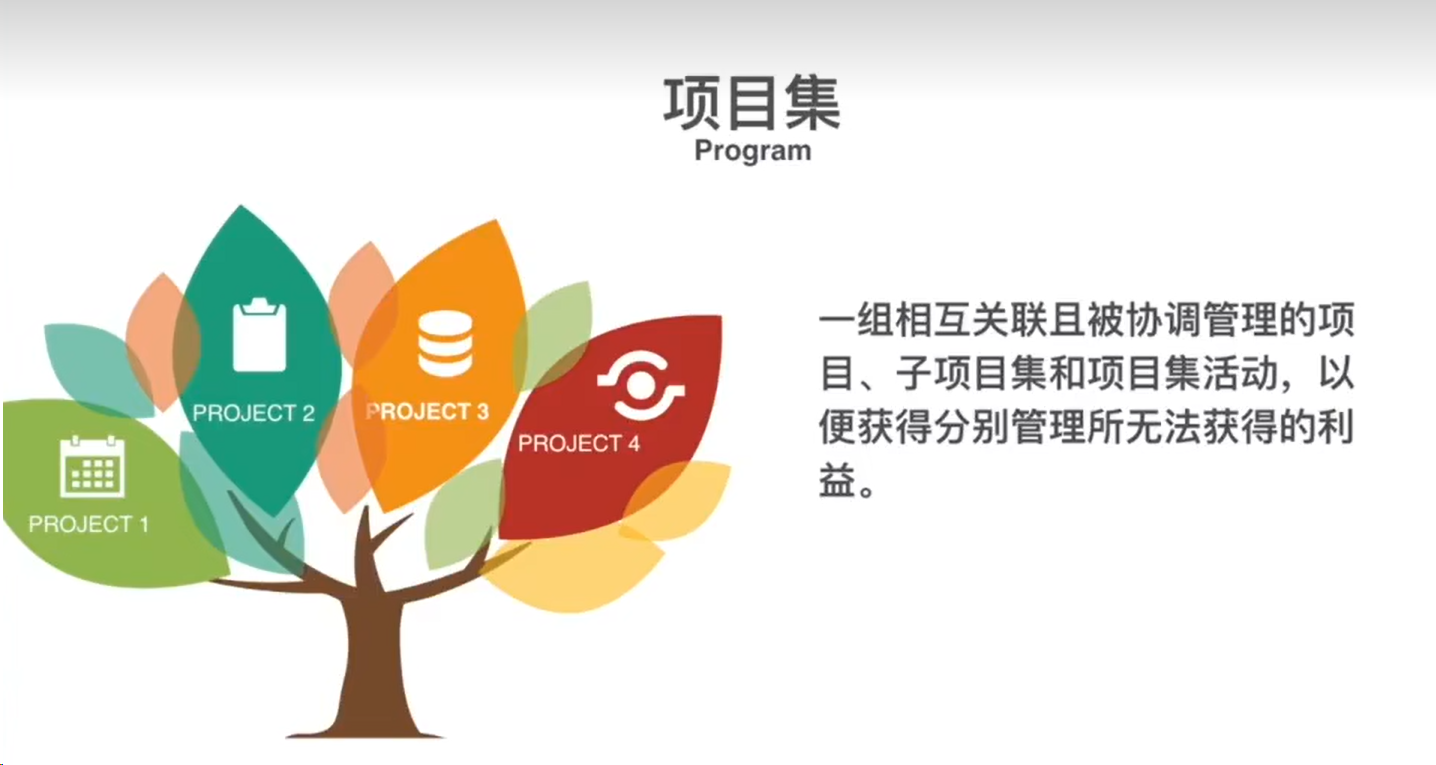 项目集
Program
PROJECT 1
PROJECT 2
PROJECT 3
PROJECT 4
一组相互关联且被协调管理的项
目、子项目集和项目集活动，以
便获得分别管理所无法获得的利
益。